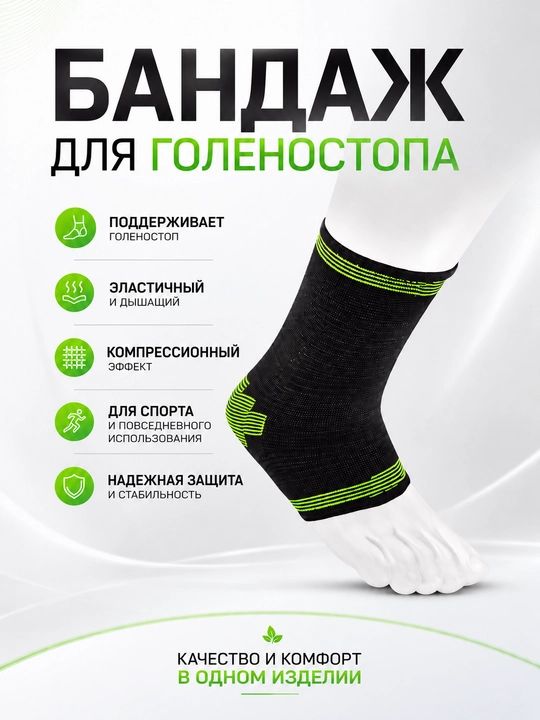 БАНДАЖ
ДЛЯ ГОЛЕНОСТОПА
ПОДДЕРЖИВАЕТ
ГОЛЕНОСТОП
ЭЛАСТИЧНЫЙ
И ДЫШАЩИЙ
КОМПРЕССИОННЫЙ
ЭФФЕКТ
ДЛЯ СПОРТА
И ПОВСЕДНЕВНОГО
ИСПОЛЬЗОВАНИЯ
НАДЕЖНАЯ ЗАЩИТА
И СТАБИЛЬНОСТЬ
КАЧЕСТВО И КОМФОРТ
В ОДНОМ ИЗДЕЛИИ